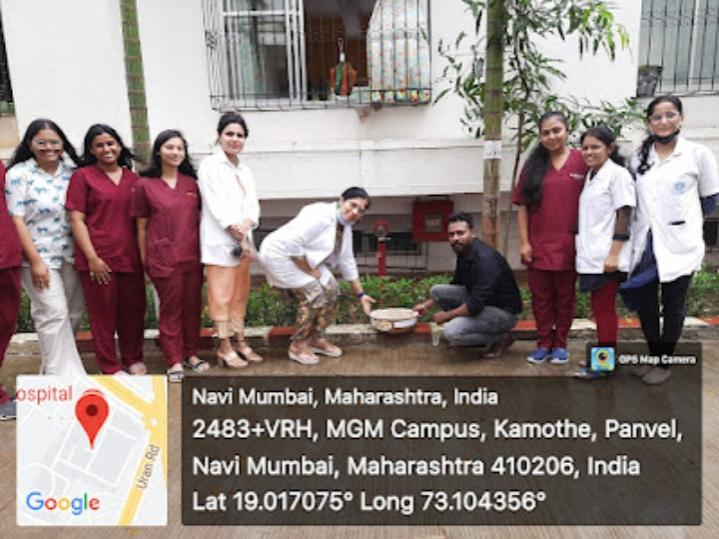 GPS Map Camera
ospital
Uran Rd
Google
Navi Mumbai, Maharashtra, India
2483+VRH, MGM Campus, Kamothe, Panvel,
Navi Mumbai, Maharashtra 410206, India
Lat 19.017075° Long 73.104356°